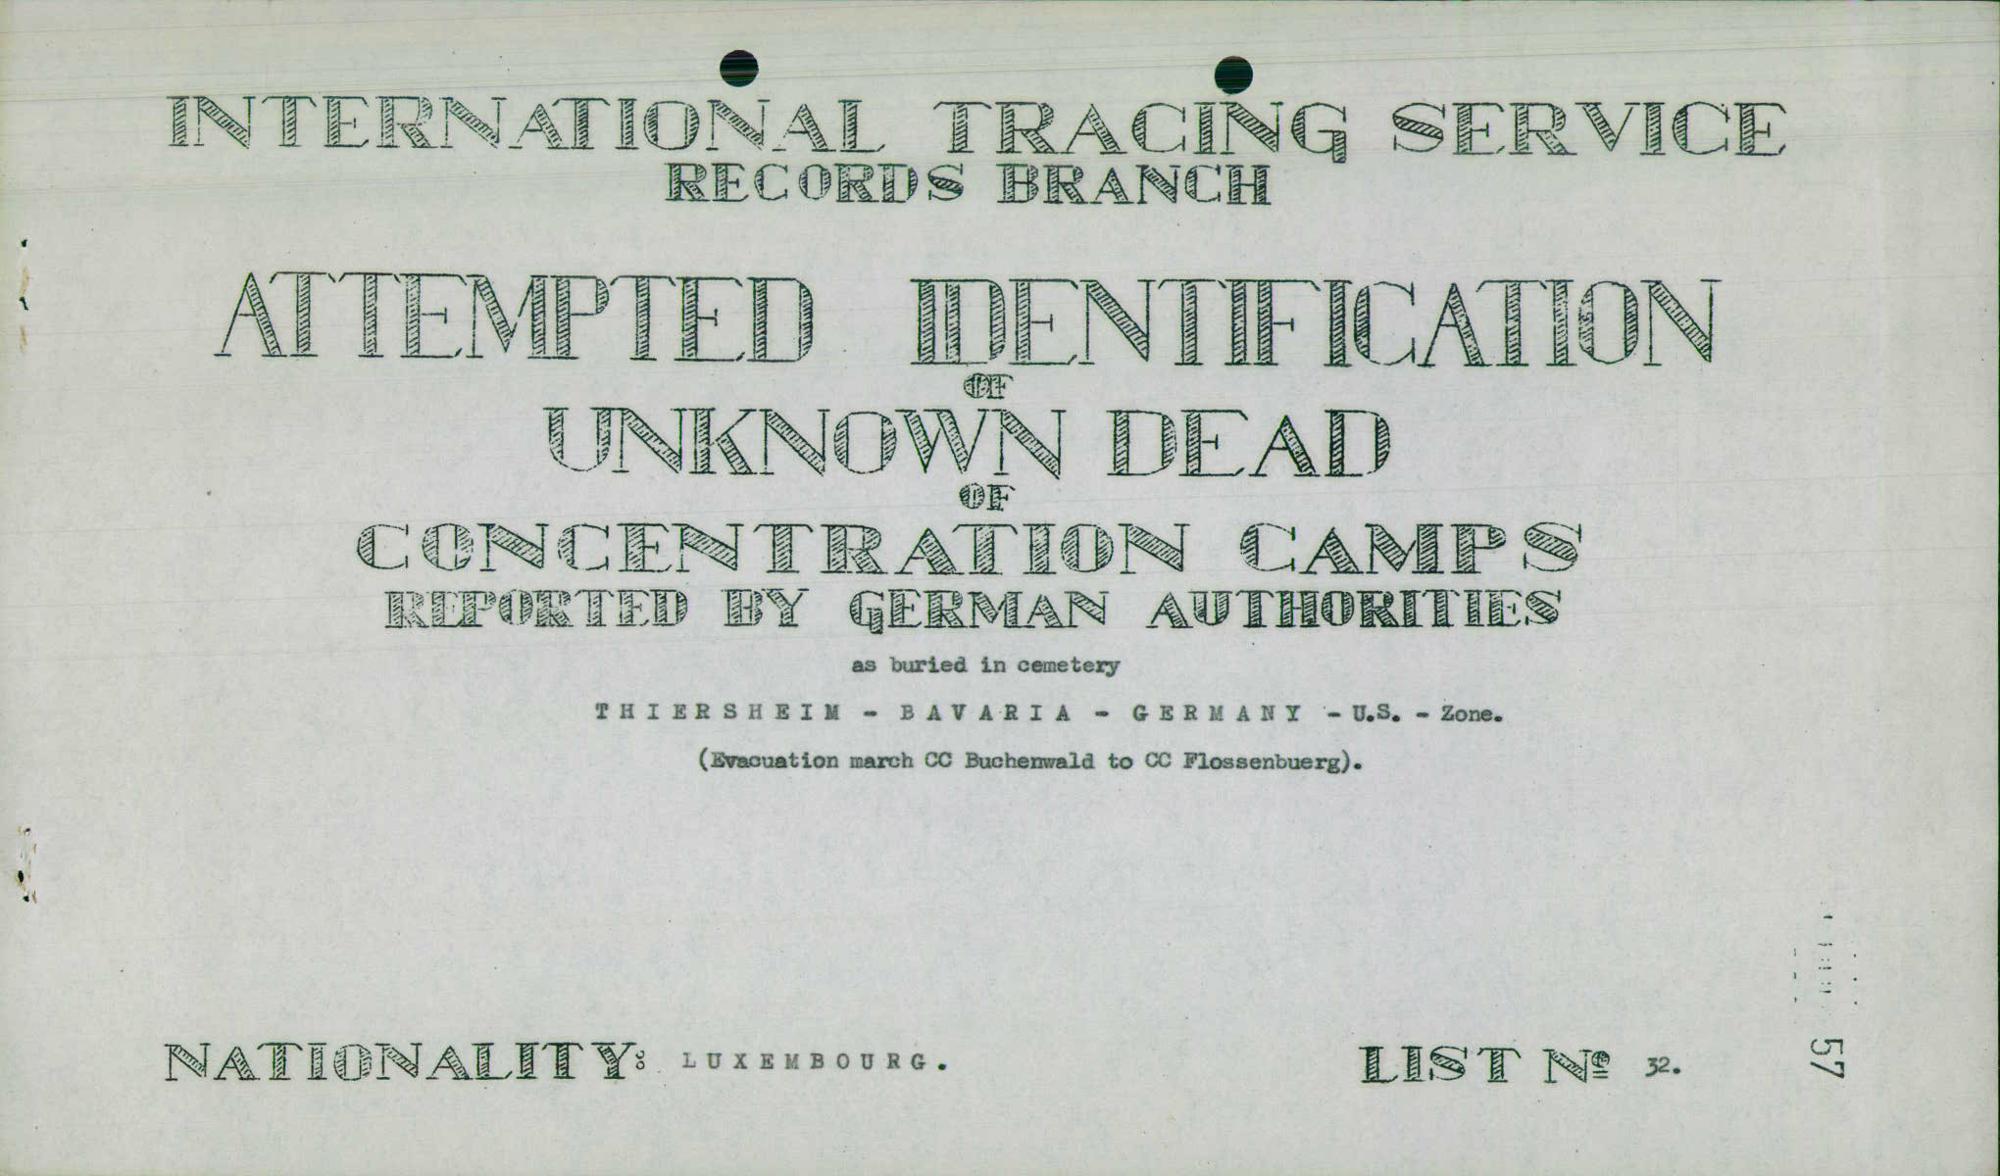 INTERNATIONAL TRACING SERVICE
RECORDS BRANCH
ATTEMPTED IDENTIFICATION
OF
UNKNOWN DEAD
OF
CONCENTRATION CAMPS
REPORTED BY GERMAN AUTHORITIES
as buried in cemetery
THIERSHEIM - BAVARIA - GERMANY - U.S. - Zone.
(Evacuation march CC Buchenwald to CC Flossenbuerg).
NATIONALITY: LUXEMBOURG.
LIST Nº 32.
57